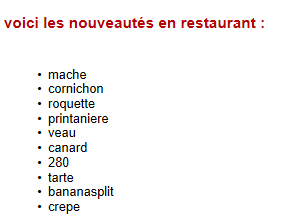 voici les nouveautés en restaurant :
• mache
• cornichon
• roquette
• printaniere
• veau
• canard
• 280
• tarte
• bananasplit
• crepe